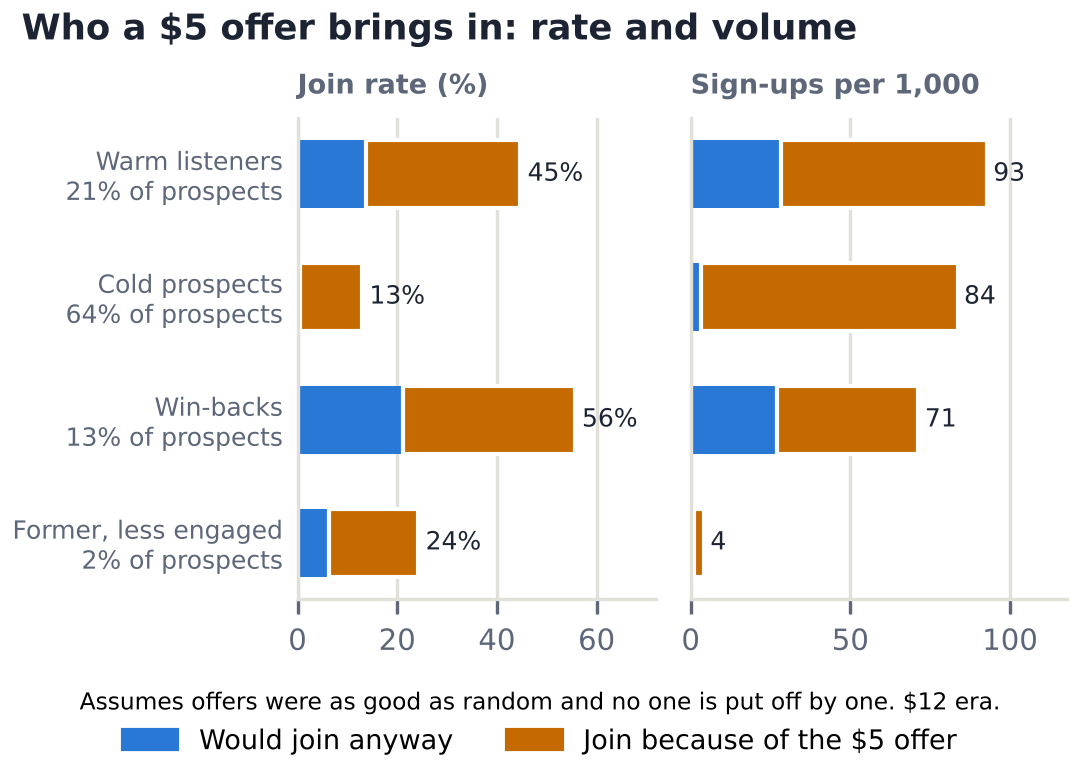 Who a $5 offer brings in: rate and volume
Join rate (%)
Sign-ups per 1,000
Warm listeners
21% of prospects
45%
93
Cold prospects
64% of prospects
13%
84
Win-backs
13% of prospects
56%
71
Former, less engaged
2% of prospects
24%
4
0 20 40 60
0 50 100
Assumes offers were as good as random and no one is put off by one. $12 era.
Would join anyway
Join because of the $5 offer